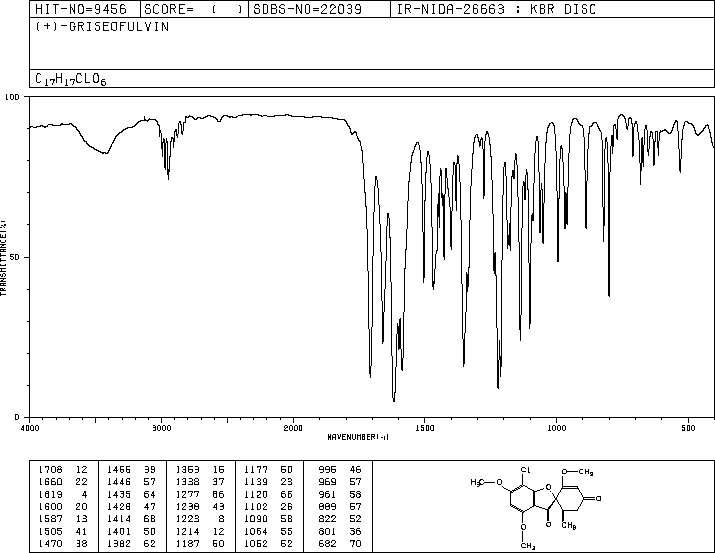 HIT-NO=9456 SCORE= ( ) SDBS-NO=22039 IR-NIDA-26663 : KBR DISC
(+)-GRISEOFULVIN
C17H17CLO6
100
50
0
TRANSMITTANCE(%)
4000 3000 2000 1500 1000 500
WAVENUMBER(-1)
1708 12 1466 39 1353 15 1177 50 995 46
1660 22 1446 57 1338 37 1139 23 969 57
1619 4 1435 64 1277 66 1120 66 961 58
1600 20 1428 47 1238 43 1102 26 889 57
1587 13 1414 68 1223 8 1090 58 822 52
1505 41 1401 50 1214 12 1064 55 801 36
1470 38 1382 62 1187 50 1052 52 682 70
Cl
O—CH3
H3C—O
O
O
O
O
CH3
CH3